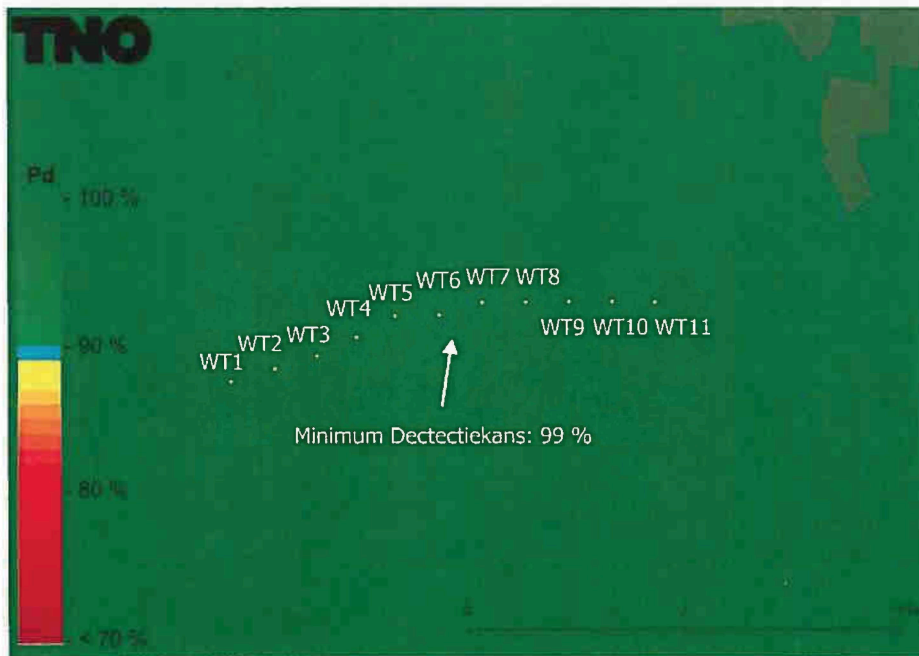 TNO
Pd
- 100 %
WT6 WT7 WT8
WT5
WT4
WT9 WT10 WT11
WT3
WT2
- 90 %
WT1
Minimum Dectectiekans: 99 %
- 80 %
- < 70 %